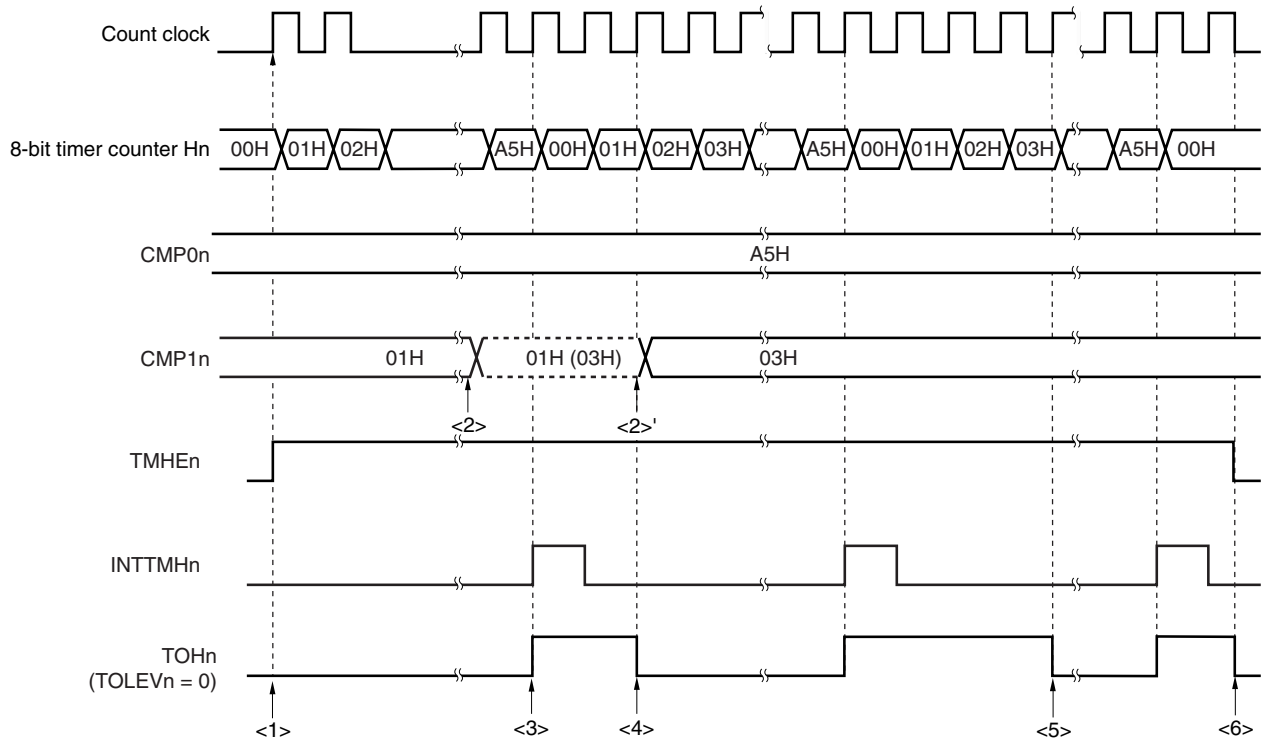 Count clock
8-bit timer counter Hn 00H 01H 02H A5H 00H 01H 02H 03H A5H 00H 01H 02H 03H A5H 00H
CMP0n A5H
CMP1n 01H 01H (03H) 03H
<2> <2>'
TMHEn
INTTMHn
TOHn
(TOLEVn = 0)
<1> <3> <4> <5> <6>